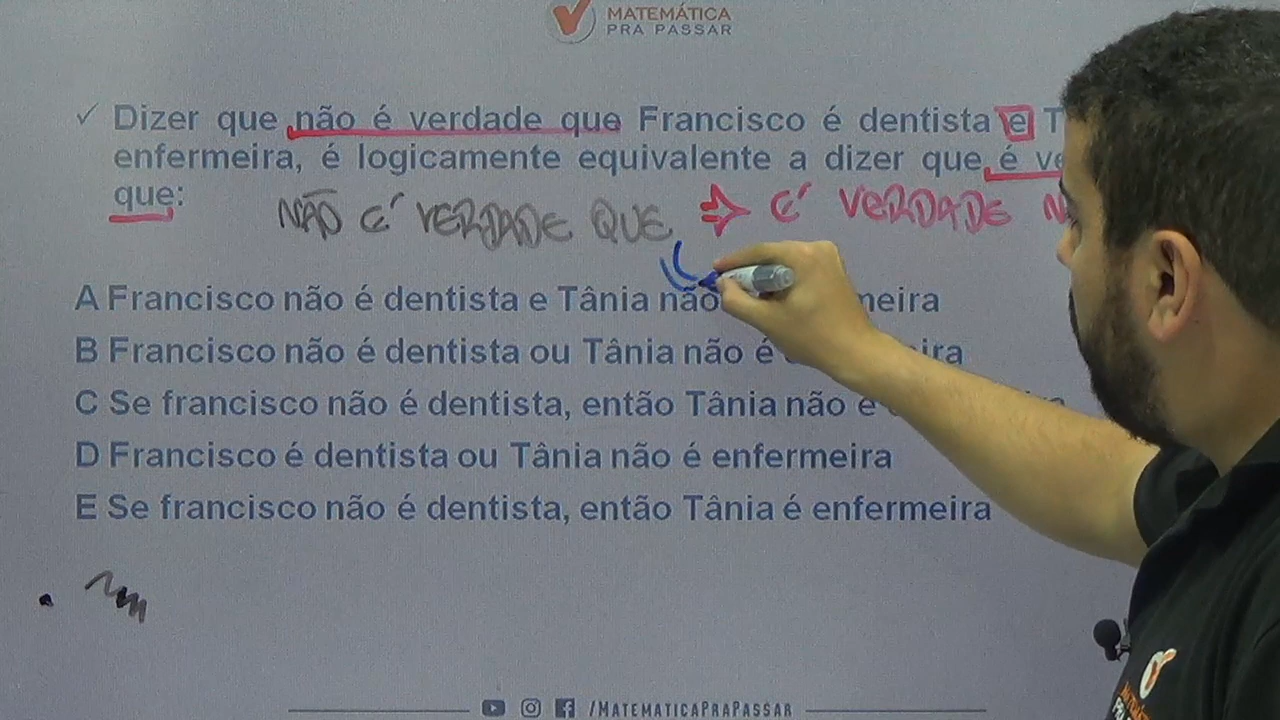 MATEMÁTICA
PRA PASSAR
✓ Dizer que não é verdade que Francisco é dentista e T
enfermeira, é logicamente equivalente a dizer que é ve
que:
NÃO É VERDADE QUE ⇒ É VERDADE N
A Francisco não é dentista e Tânia não meira
B Francisco não é dentista ou Tânia não é ira
C Se francisco não é dentista, então Tânia não é
D Francisco é dentista ou Tânia não é enfermeira
E Se francisco não é dentista, então Tânia é enfermeira
/MATEMATICAPRAPASSAR